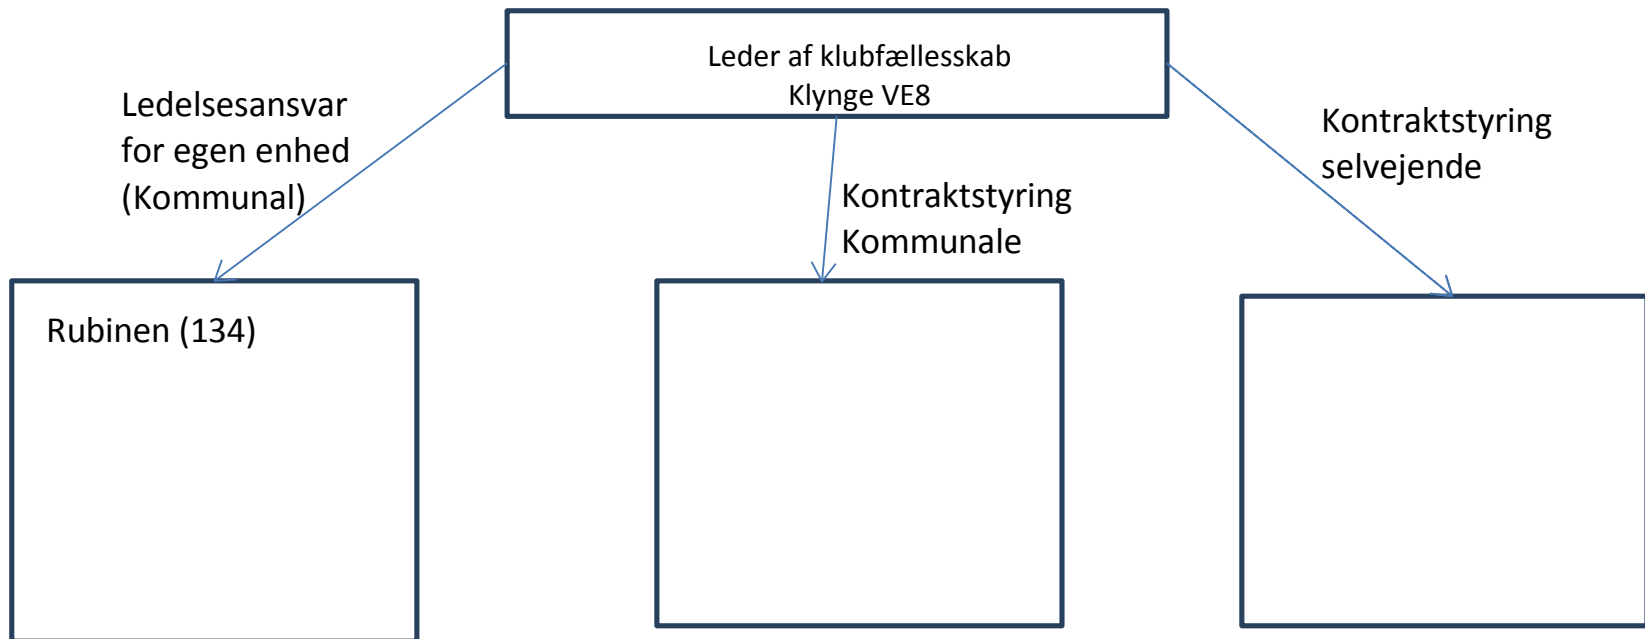 Leder af klubfællesskab
Klynge VE8
Ledelsesansvar
for egen enhed
(Kommunal)
Kontraktstyring
Kommunale
Kontraktstyring
selvejende
Rubinen (134)